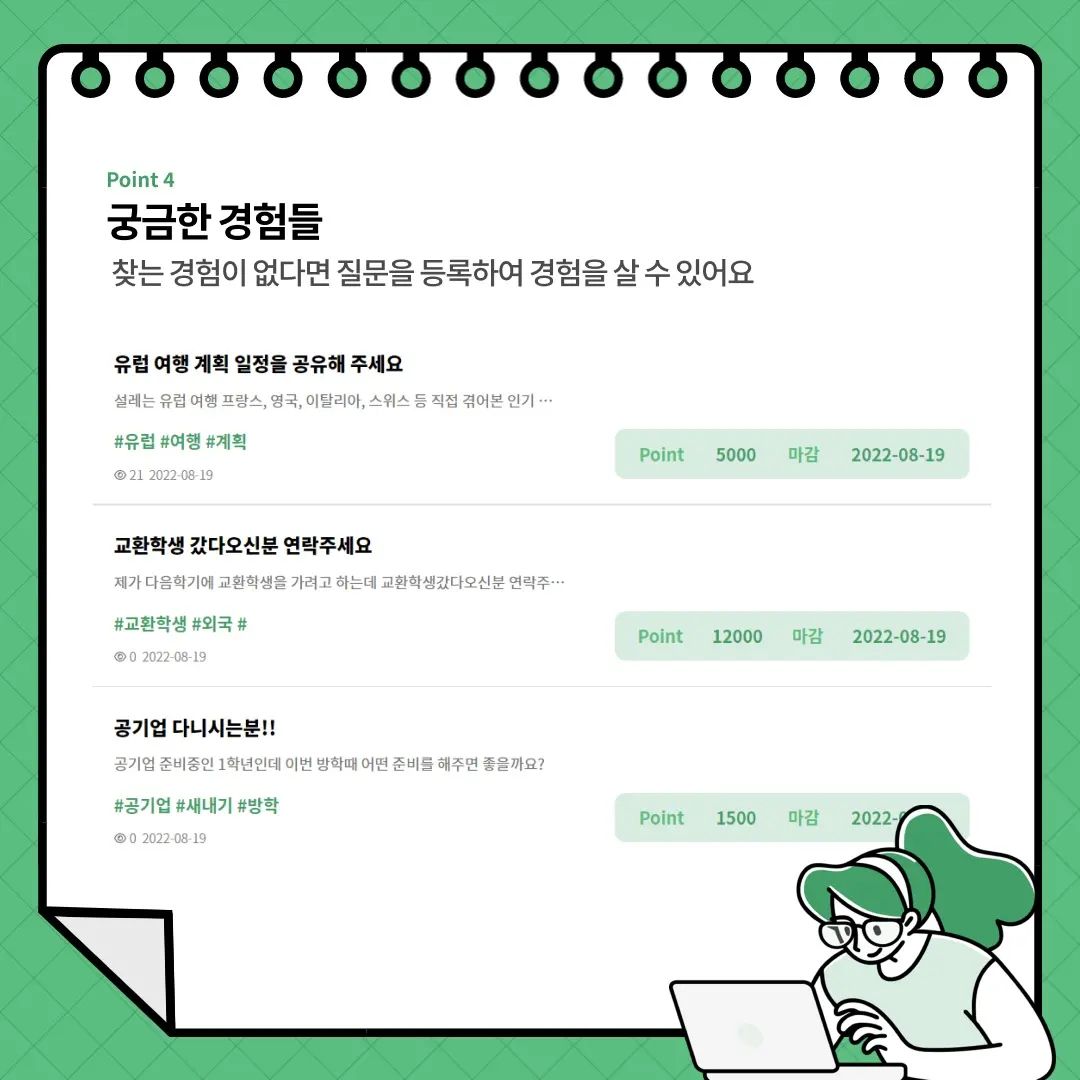 Point 4
궁금한 경험들
찾는 경험이 없다면 질문을 등록하여 경험을 살 수 있어요
유럽 여행 계획 일정을 공유해 주세요
설레는 유럽 여행 프랑스, 영국, 이탈리아, 스위스 등 직접 겪어본 인기 ⋯
#유럽 #여행 #계획
Point 5000 마감 2022-08-19
21 2022-08-19
교환학생 갔다오신분 연락주세요
제가 다음학기에 교환학생을 가려고 하는데 교환학생갔다오신분 연락주⋯
#교환학생 #외국 #
Point 12000 마감 2022-08-19
0 2022-08-19
공기업 다니시는분!!
공기업 준비중인 1학년인데 이번 방학때 어떤 준비를 해주면 좋을까요?
#공기업 #새내기 #방학
Point 1500 마감 2022-
0 2022-08-19